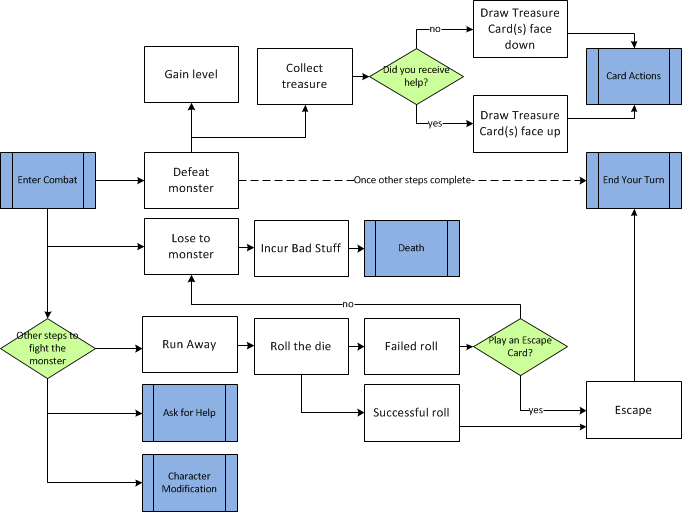 no
Draw Treasure
Card(s) face
down
Gain level
Collect
treasure
Did you receive
help?
Card Actions
yes
Draw Treasure
Card(s) face up
Enter Combat
Defeat
monster
Once other steps complete
End Your Turn
Lose to
monster
Incur Bad Stuff
Death
no
Other steps to
fight the
monster
Run Away
Roll the die
Failed roll
Play an Escape
Card?
Ask for Help
Successful roll
yes
Escape
Character
Modification